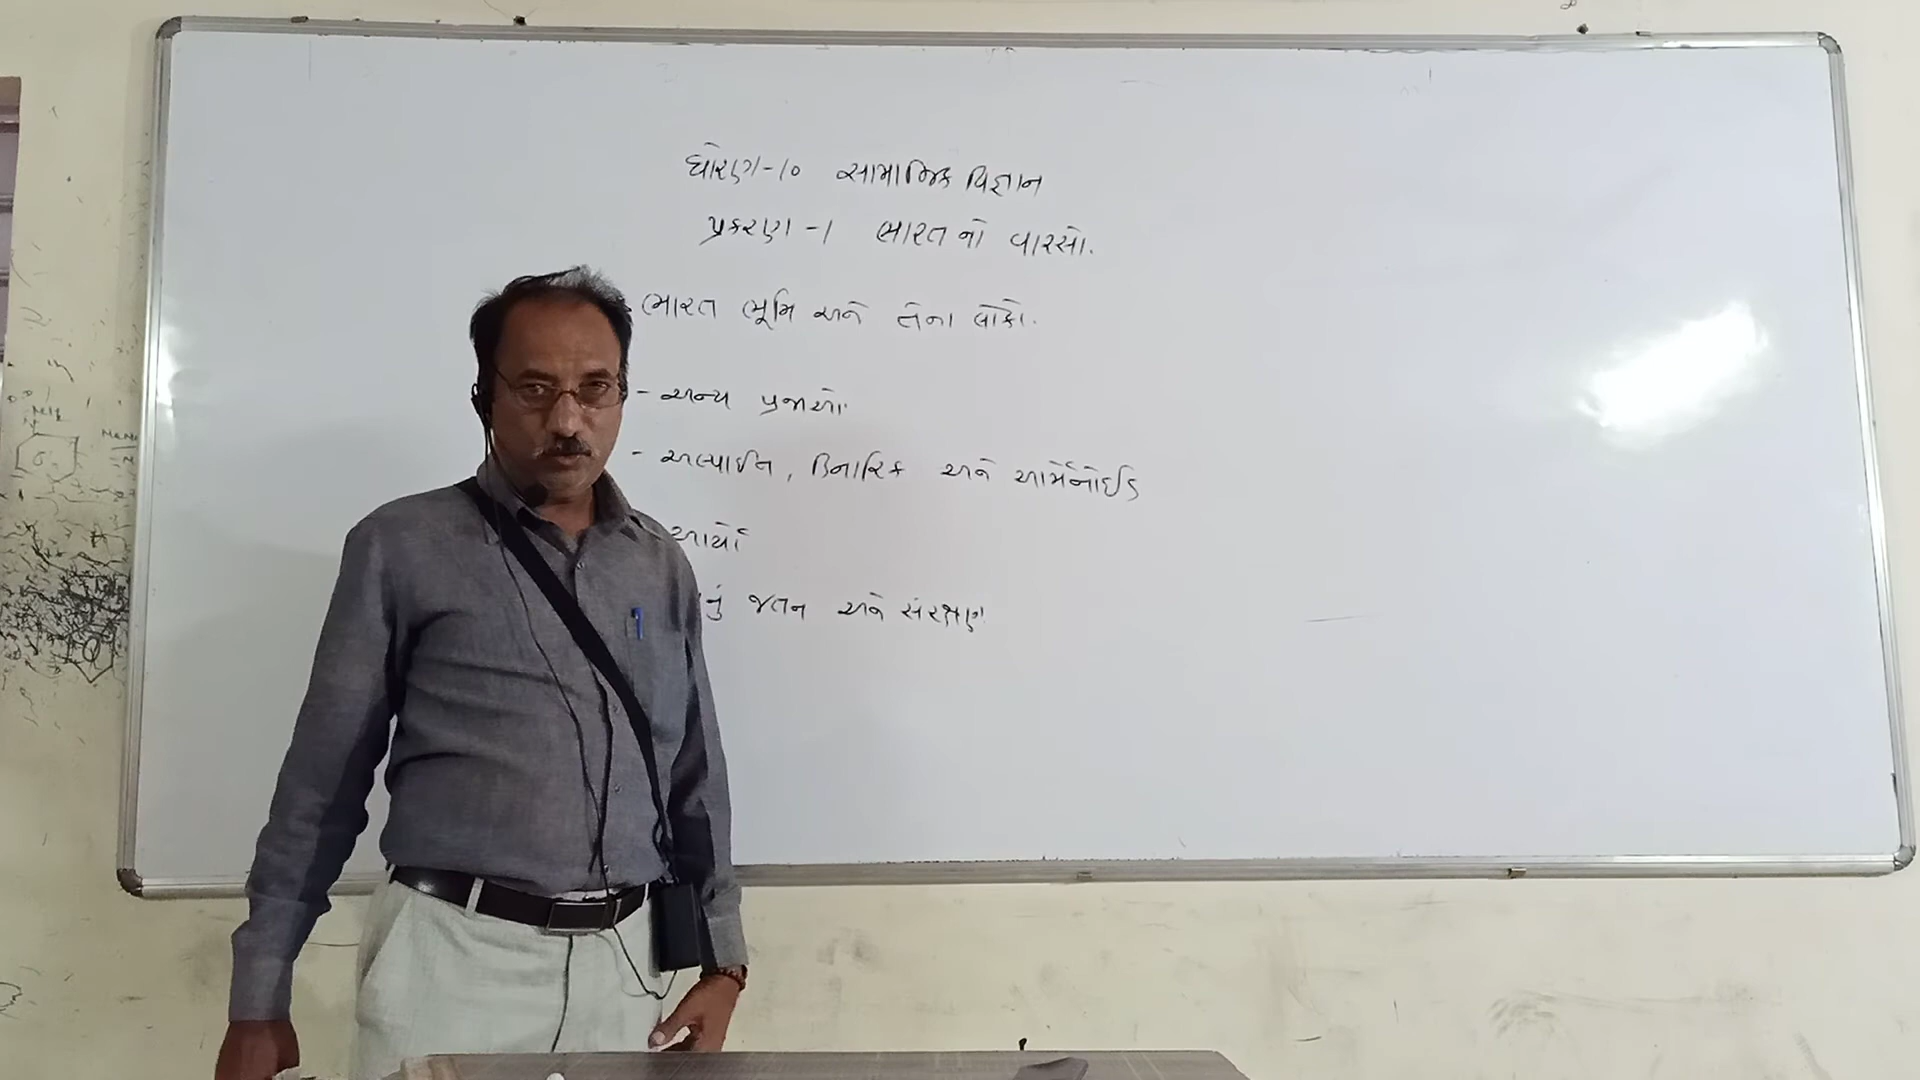 ધોરણ-10 સામાજિક વિજ્ઞાન
પ્રકરણ -1 ભારતનો વારસો.
ભારત ભૂમિ અને તેના લોકો.
- અન્ય પ્રજાઓ
- અલ્પાઈન, ડિનારિક અને આર્મેનોઈડ
આર્યો
નું જતન અને સંરક્ષણ